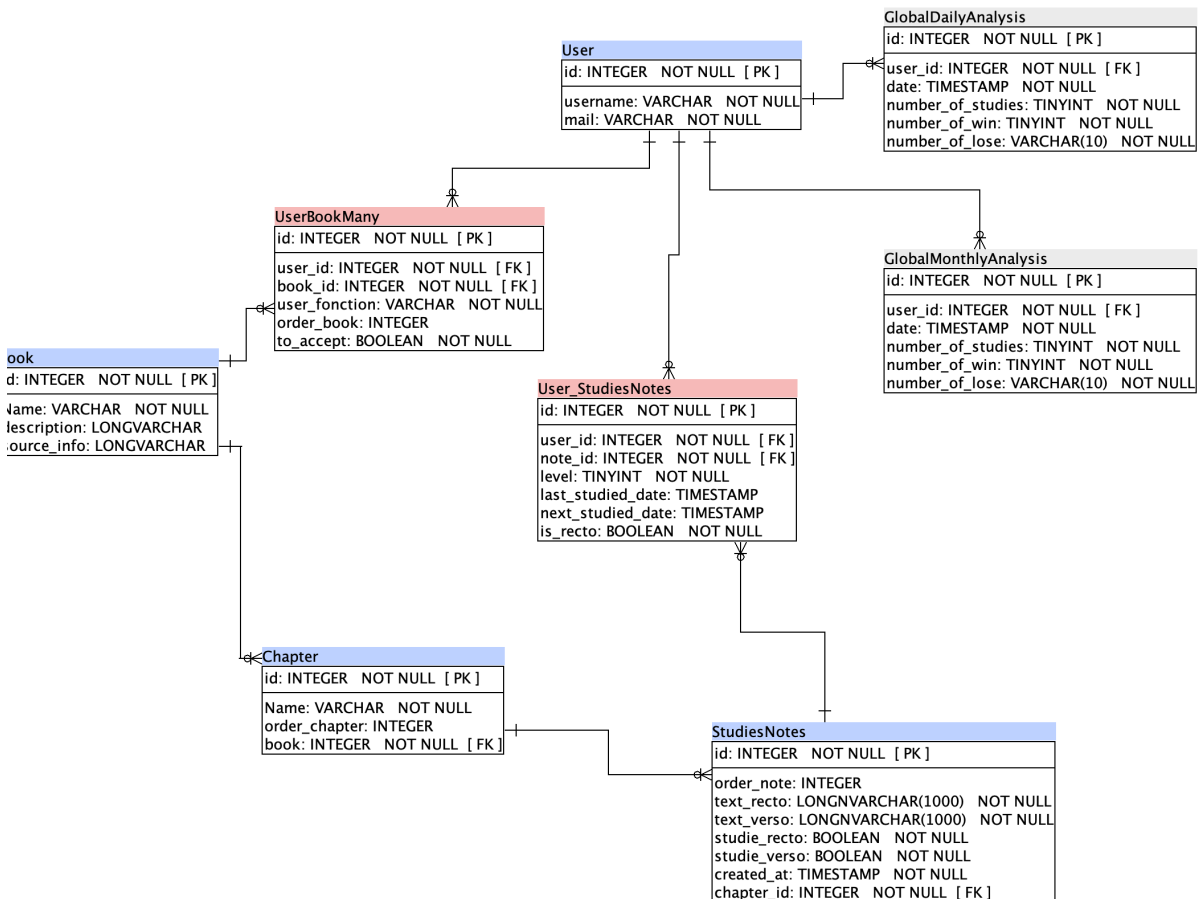 GlobalDailyAnalysis
id: INTEGER NOT NULL [ PK ]
user_id: INTEGER NOT NULL [ FK ]
date: TIMESTAMP NOT NULL
number_of_studies: TINYINT NOT NULL
number_of_win: TINYINT NOT NULL
number_of_lose: VARCHAR(10) NOT NULL
User
id: INTEGER NOT NULL [ PK ]
username: VARCHAR NOT NULL
mail: VARCHAR NOT NULL
UserBookMany
id: INTEGER NOT NULL [ PK ]
user_id: INTEGER NOT NULL [ FK ]
book_id: INTEGER NOT NULL [ FK ]
user_fonction: VARCHAR NOT NULL
order_book: INTEGER
to_accept: BOOLEAN NOT NULL
GlobalMonthlyAnalysis
id: INTEGER NOT NULL [ PK ]
user_id: INTEGER NOT NULL [ FK ]
date: TIMESTAMP NOT NULL
number_of_studies: TINYINT NOT NULL
number_of_win: TINYINT NOT NULL
number_of_lose: VARCHAR(10) NOT NULL
ook
d: INTEGER NOT NULL [ PK ]
Name: VARCHAR NOT NULL
description: LONGVARCHAR
source_info: LONGVARCHAR
User_StudiesNotes
id: INTEGER NOT NULL [ PK ]
user_id: INTEGER NOT NULL [ FK ]
note_id: INTEGER NOT NULL [ FK ]
level: TINYINT NOT NULL
last_studied_date: TIMESTAMP
next_studied_date: TIMESTAMP
is_recto: BOOLEAN NOT NULL
Chapter
id: INTEGER NOT NULL [ PK ]
Name: VARCHAR NOT NULL
order_chapter: INTEGER
book: INTEGER NOT NULL [ FK ]
StudiesNotes
id: INTEGER NOT NULL [ PK ]
order_note: INTEGER
text_recto: LONGNVARCHAR(1000) NOT NULL
text_verso: LONGNVARCHAR(1000) NOT NULL
studie_recto: BOOLEAN NOT NULL
studie_verso: BOOLEAN NOT NULL
created_at: TIMESTAMP NOT NULL
chapter_id: INTEGER NOT NULL [ FK ]